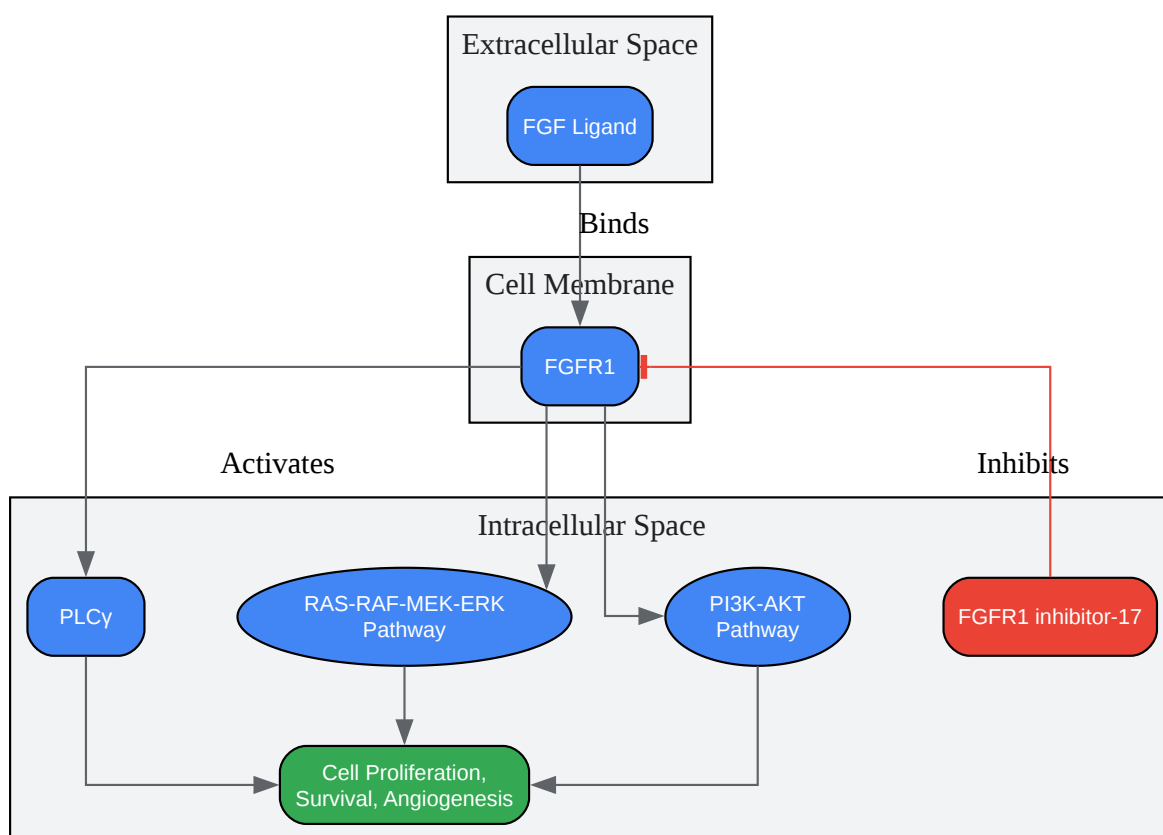 Extracellular Space
FGF Ligand
Binds
Cell Membrane
FGFR1
Activates
Inhibits
Intracellular Space
PLCγ
RAS-RAF-MEK-ERK
Pathway
PI3K-AKT
Pathway
FGFR1 inhibitor-17
Cell Proliferation,
Survival, Angiogenesis